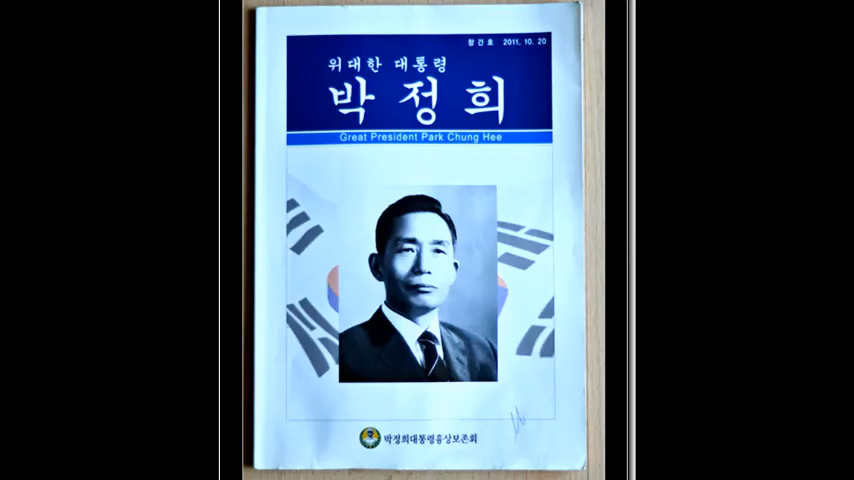 창간호 2011. 10. 20
위대한 대통령
박정희
Great President Park Chung Hee
박정희대통령흉상보존회